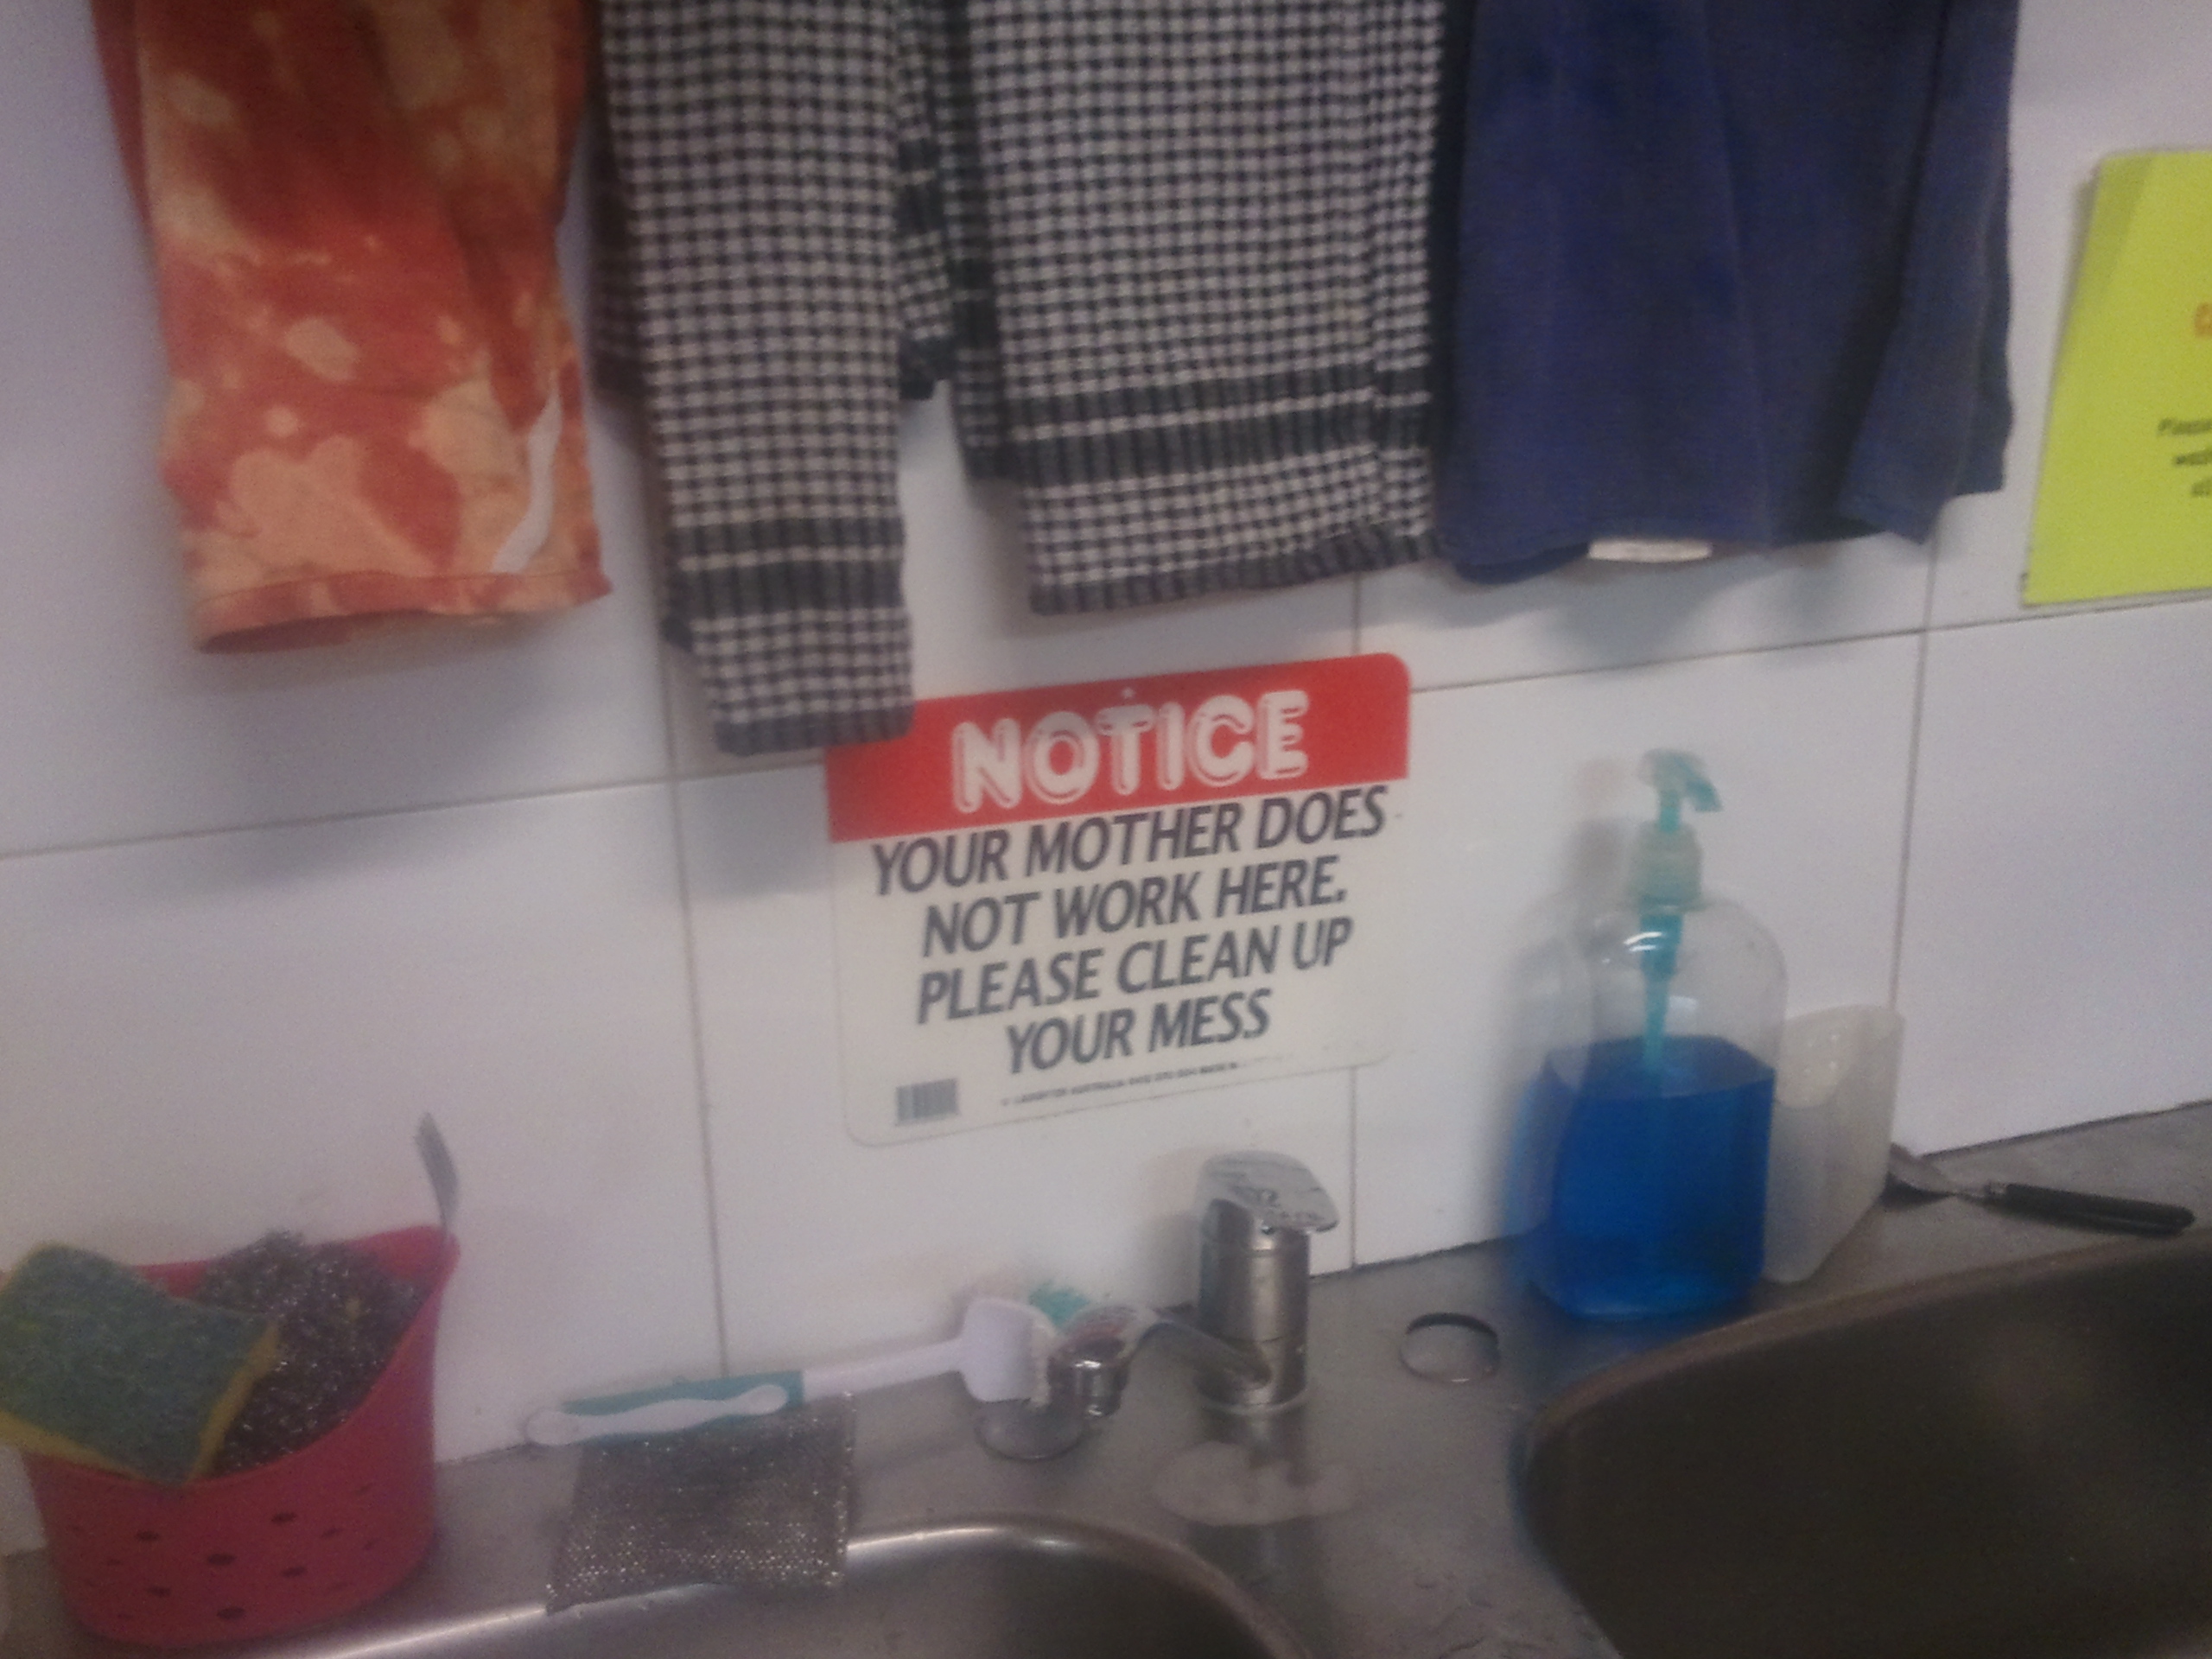 NOTICE
YOUR MOTHER DOES
NOT WORK HERE.
PLEASE CLEAN UP
YOUR MESS